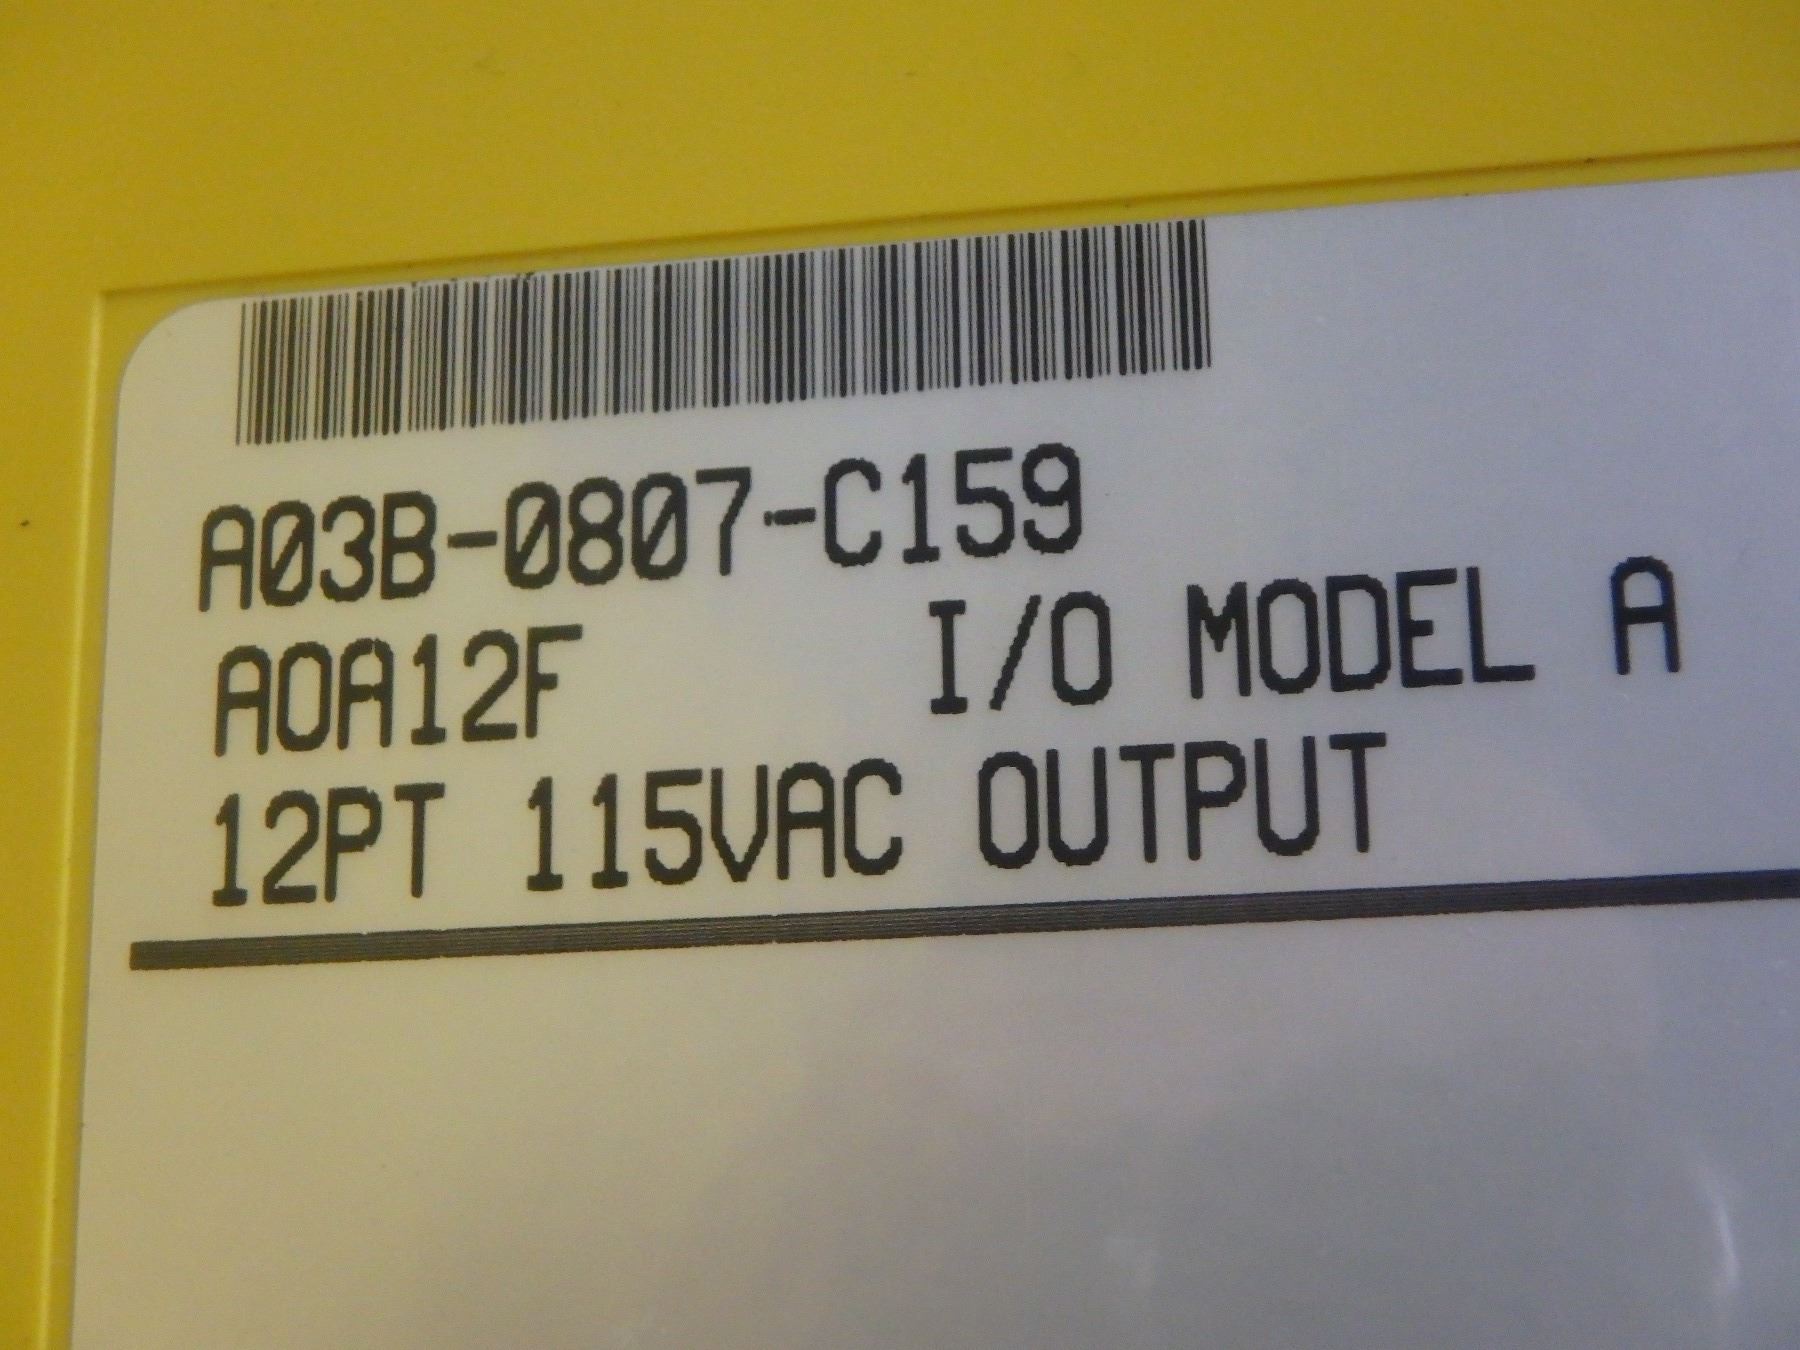 A03B-0807-C159
AOA12F I/O MODEL A
12PT 115VAC OUTPUT